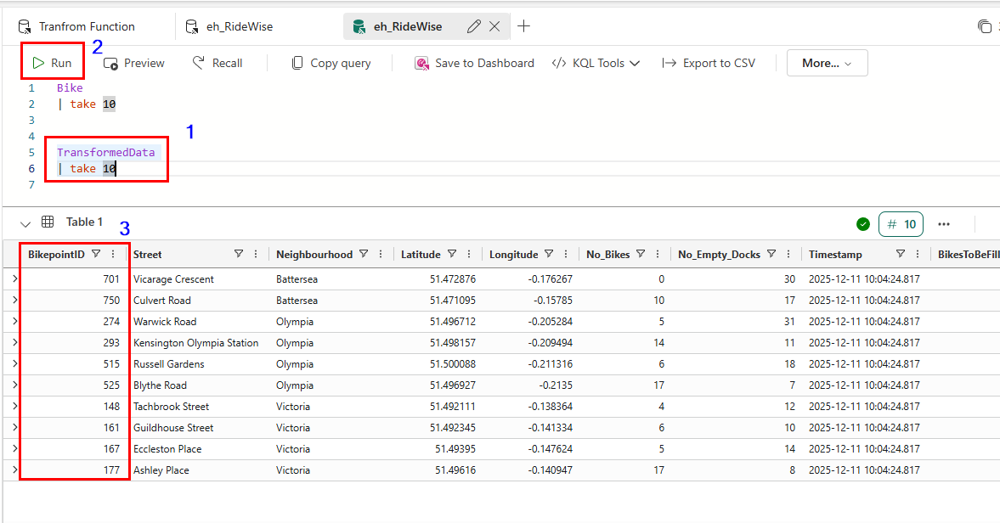 Tranfrom Function eh_RideWise eh_RideWise
2
Run Preview Recall Copy query Save to Dashboard KQL Tools Export to CSV More...
1 Bike
2 | take 10
3
1
4
5 TransformedData
6 | take 10
7
Table 1 # 10 •••
3
BikepointID Street Neighbourhood Latitude Longitude No_Bikes No_Empty_Docks Timestamp BikesToBeFill
701 Vicarage Crescent Battersea 51.472876 -0.176267 0 30 2025-12-11 10:04:24.817
750 Culvert Road Battersea 51.471095 -0.15785 10 17 2025-12-11 10:04:24.817
274 Warwick Road Olympia 51.496712 -0.205284 5 31 2025-12-11 10:04:24.817
293 Kensington Olympia Station Olympia 51.498157 -0.209494 14 11 2025-12-11 10:04:24.817
515 Russell Gardens Olympia 51.500088 -0.211316 6 18 2025-12-11 10:04:24.817
525 Blythe Road Olympia 51.496927 -0.2135 17 7 2025-12-11 10:04:24.817
148 Tachbrook Street Victoria 51.492111 -0.138364 4 12 2025-12-11 10:04:24.817
161 Guildhouse Street Victoria 51.492345 -0.141334 6 10 2025-12-11 10:04:24.817
167 Eccleston Place Victoria 51.49395 -0.147624 5 14 2025-12-11 10:04:24.817
177 Ashley Place Victoria 51.49616 -0.140947 17 8 2025-12-11 10:04:24.817